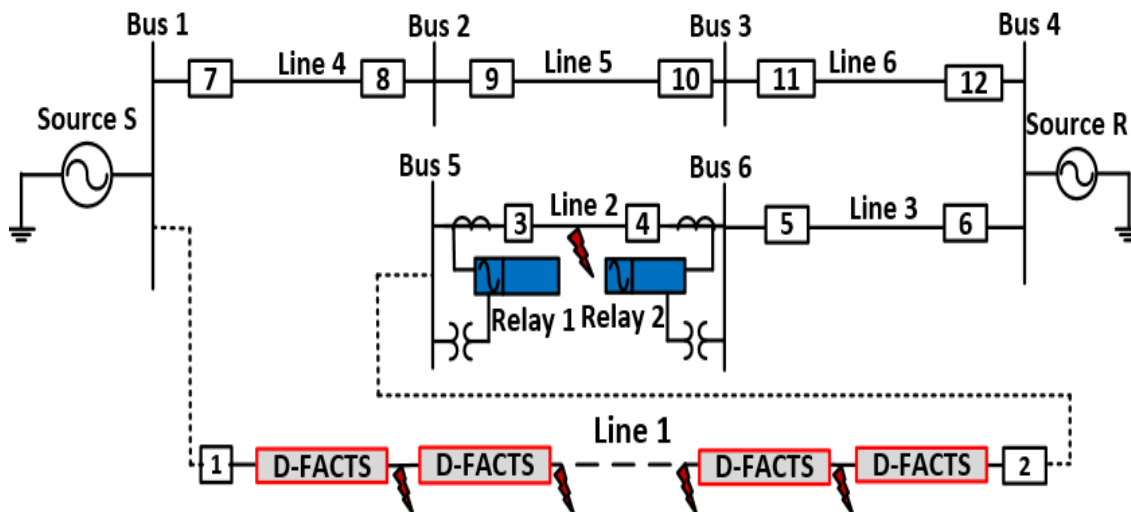 Bus 1
Bus 2
Bus 3
Bus 4
7
Line 4
8
9
Line 5
10
11
Line 6
12
Source S
Source R
Bus 5
Bus 6
3
Line 2
4
5
Line 3
6
Relay 1
Relay 2
Line 1
1
D-FACTS
D-FACTS
D-FACTS
D-FACTS
2